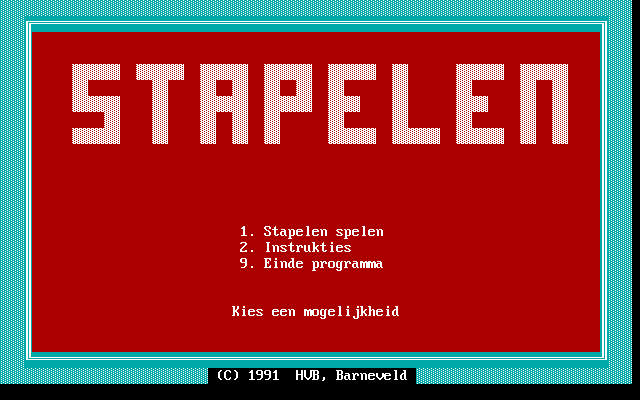 STAPELEN
1. Stapelen spelen
2. Instrukties
9. Einde programma
Kies een mogelijkheid
(C) 1991  HVB, Barneveld